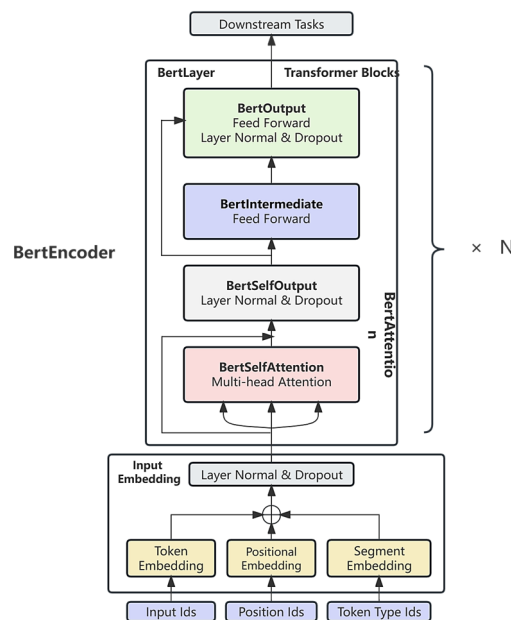 Downstream Tasks
BertLayer
Transformer Blocks
BertOutput
Feed Forward
Layer Normal & Dropout
BertIntermediate
Feed Forward
BertEncoder
× N
BertSelfOutput
Layer Normal & Dropout
BertAttentio
n
BertSelfAttention
Multi-head Attention
Input
Embedding
Layer Normal & Dropout
Token
Embedding
Positional
Embedding
Segment
Embedding
Input Ids
Position Ids
Token Type Ids